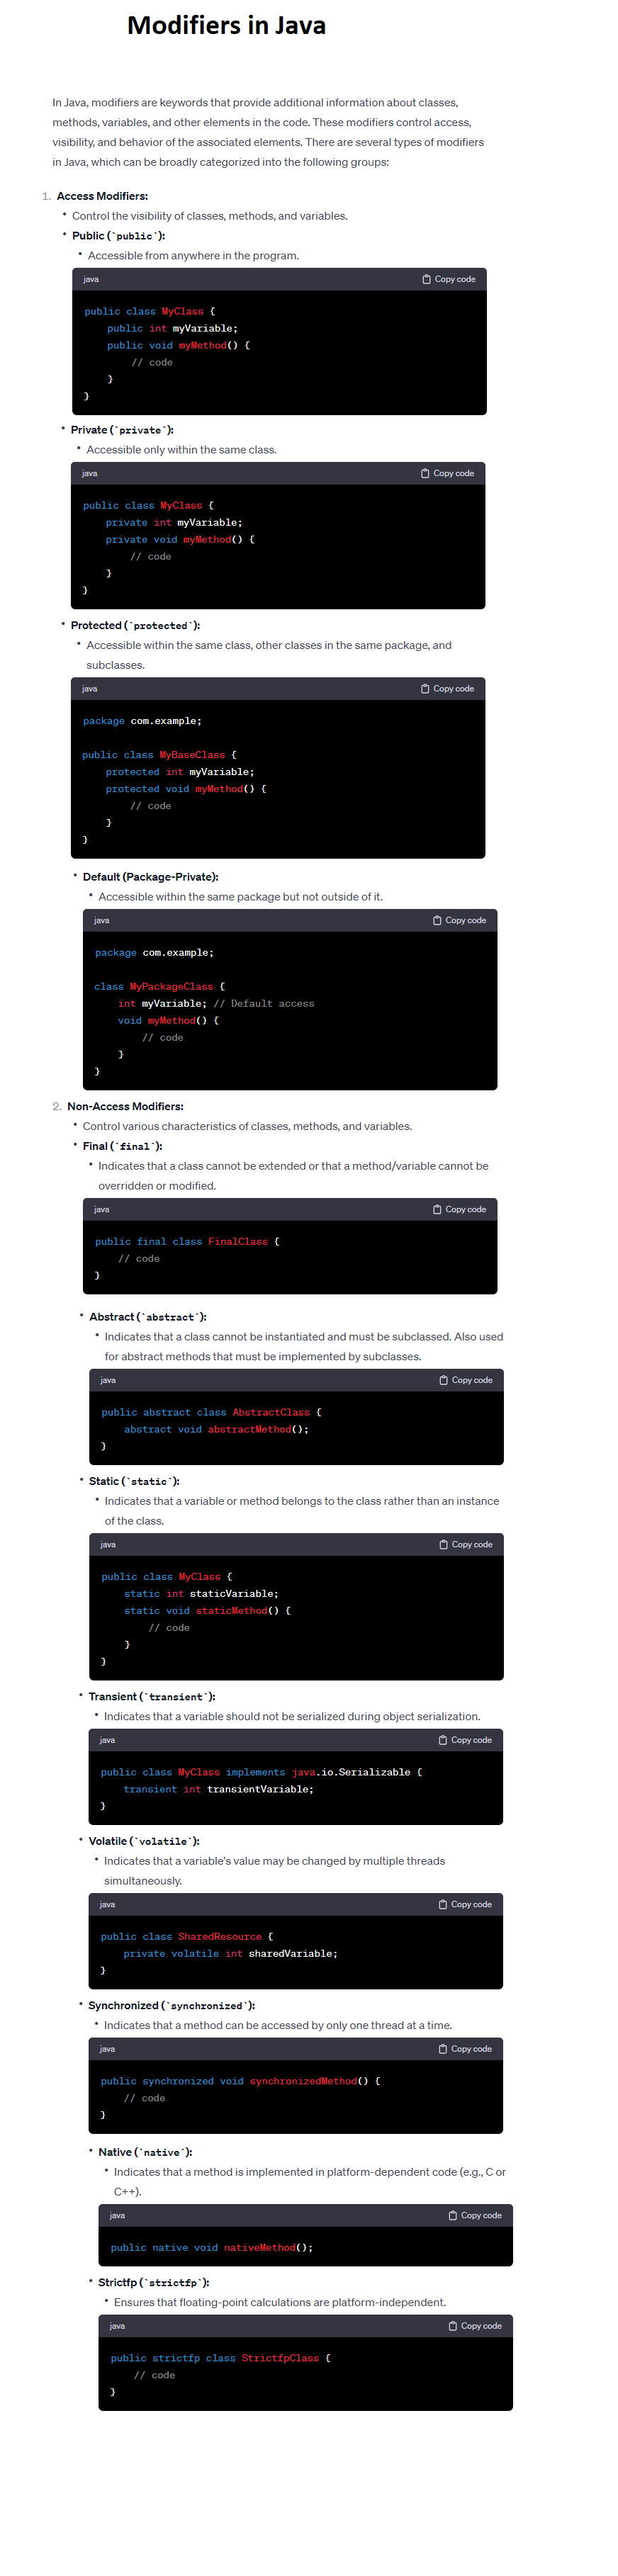 Modifiers in Java
In Java, modifiers are keywords that provide additional information about classes,
methods, variables, and other elements in the code. These modifiers control access,
visibility, and behavior of the associated elements. There are several types of modifiers
in Java, which can be broadly categorized into the following groups:
1. Access Modifiers:
• Control the visibility of classes, methods, and variables.
• Public (`public`):
• Accessible from anywhere in the program.
java Copy code
public class MyClass {
    public int myVariable;
    public void myMethod() {
        // code
    }
}
• Private (`private`):
• Accessible only within the same class.
java Copy code
public class MyClass {
    private int myVariable;
    private void myMethod() {
        // code
    }
}
• Protected (`protected`):
• Accessible within the same class, other classes in the same package, and
subclasses.
java Copy code
package com.example;
public class MyBaseClass {
    protected int myVariable;
    protected void myMethod() {
        // code
    }
}
• Default (Package-Private):
• Accessible within the same package but not outside of it.
java Copy code
package com.example;
class MyPackageClass {
    int myVariable; // Default access
    void myMethod() {
        // code
    }
}
2. Non-Access Modifiers:
• Control various characteristics of classes, methods, and variables.
• Final (`final`):
• Indicates that a class cannot be extended or that a method/variable cannot be
overridden or modified.
java Copy code
public final class FinalClass {
    // code
}
• Abstract (`abstract`):
• Indicates that a class cannot be instantiated and must be subclassed. Also used
for abstract methods that must be implemented by subclasses.
java Copy code
public abstract class AbstractClass {
    abstract void abstractMethod();
}
• Static (`static`):
• Indicates that a variable or method belongs to the class rather than an instance
of the class.
java Copy code
public class MyClass {
    static int staticVariable;
    static void staticMethod() {
        // code
    }
}
• Transient (`transient`):
• Indicates that a variable should not be serialized during object serialization.
java Copy code
public class MyClass implements java.io.Serializable {
    transient int transientVariable;
}
• Volatile (`volatile`):
• Indicates that a variable's value may be changed by multiple threads
simultaneously.
java Copy code
public class SharedResource {
    private volatile int sharedVariable;
}
• Synchronized (`synchronized`):
• Indicates that a method can be accessed by only one thread at a time.
java Copy code
public synchronized void synchronizedMethod() {
    // code
}
• Native (`native`):
• Indicates that a method is implemented in platform-dependent code (e.g., C or
C++).
java Copy code
public native void nativeMethod();
• Strictfp (`strictfp`):
• Ensures that floating-point calculations are platform-independent.
java Copy code
public strictfp class StrictfpClass {
    // code
}